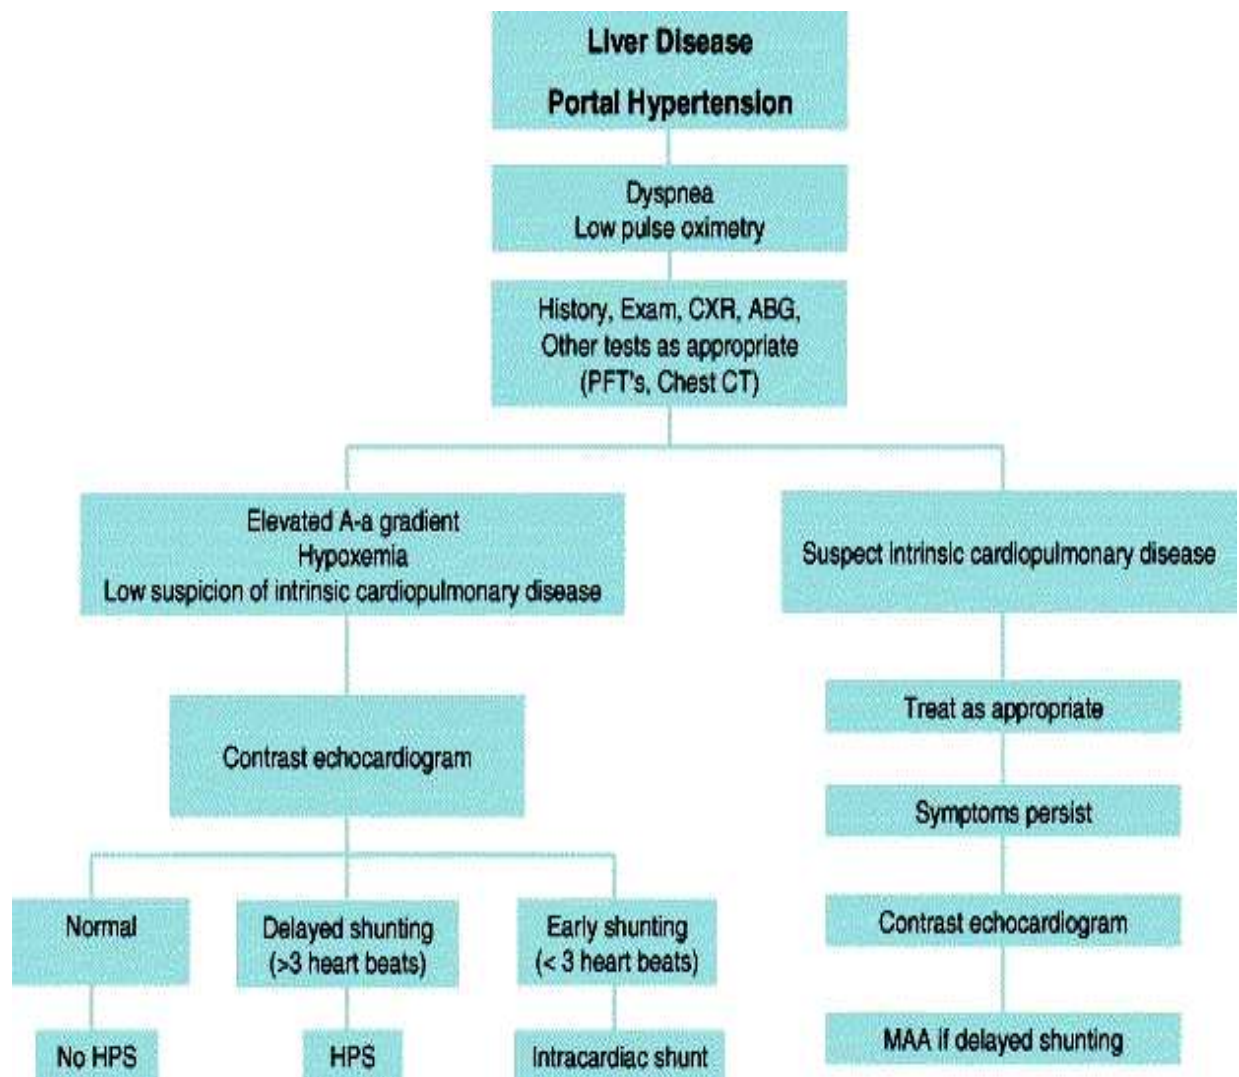 Liver Disease
Portal Hypertension
Dyspnea
Low pulse oximetry
History, Exam, CXR, ABG,
Other tests as appropriate
(PFT's, Chest CT)
Elevated A-a gradient
Hypoxemia
Low suspicion of intrinsic cardiopulmonary disease
Suspect intrinsic cardiopulmonary disease
Contrast echocardiogram
Treat as appropriate
Symptoms persist
Contrast echocardiogram
MAA if delayed shunting
Normal
Delayed shunting
(>3 heart beats)
Early shunting
(< 3 heart beats)
No HPS
HPS
Intracardiac shunt